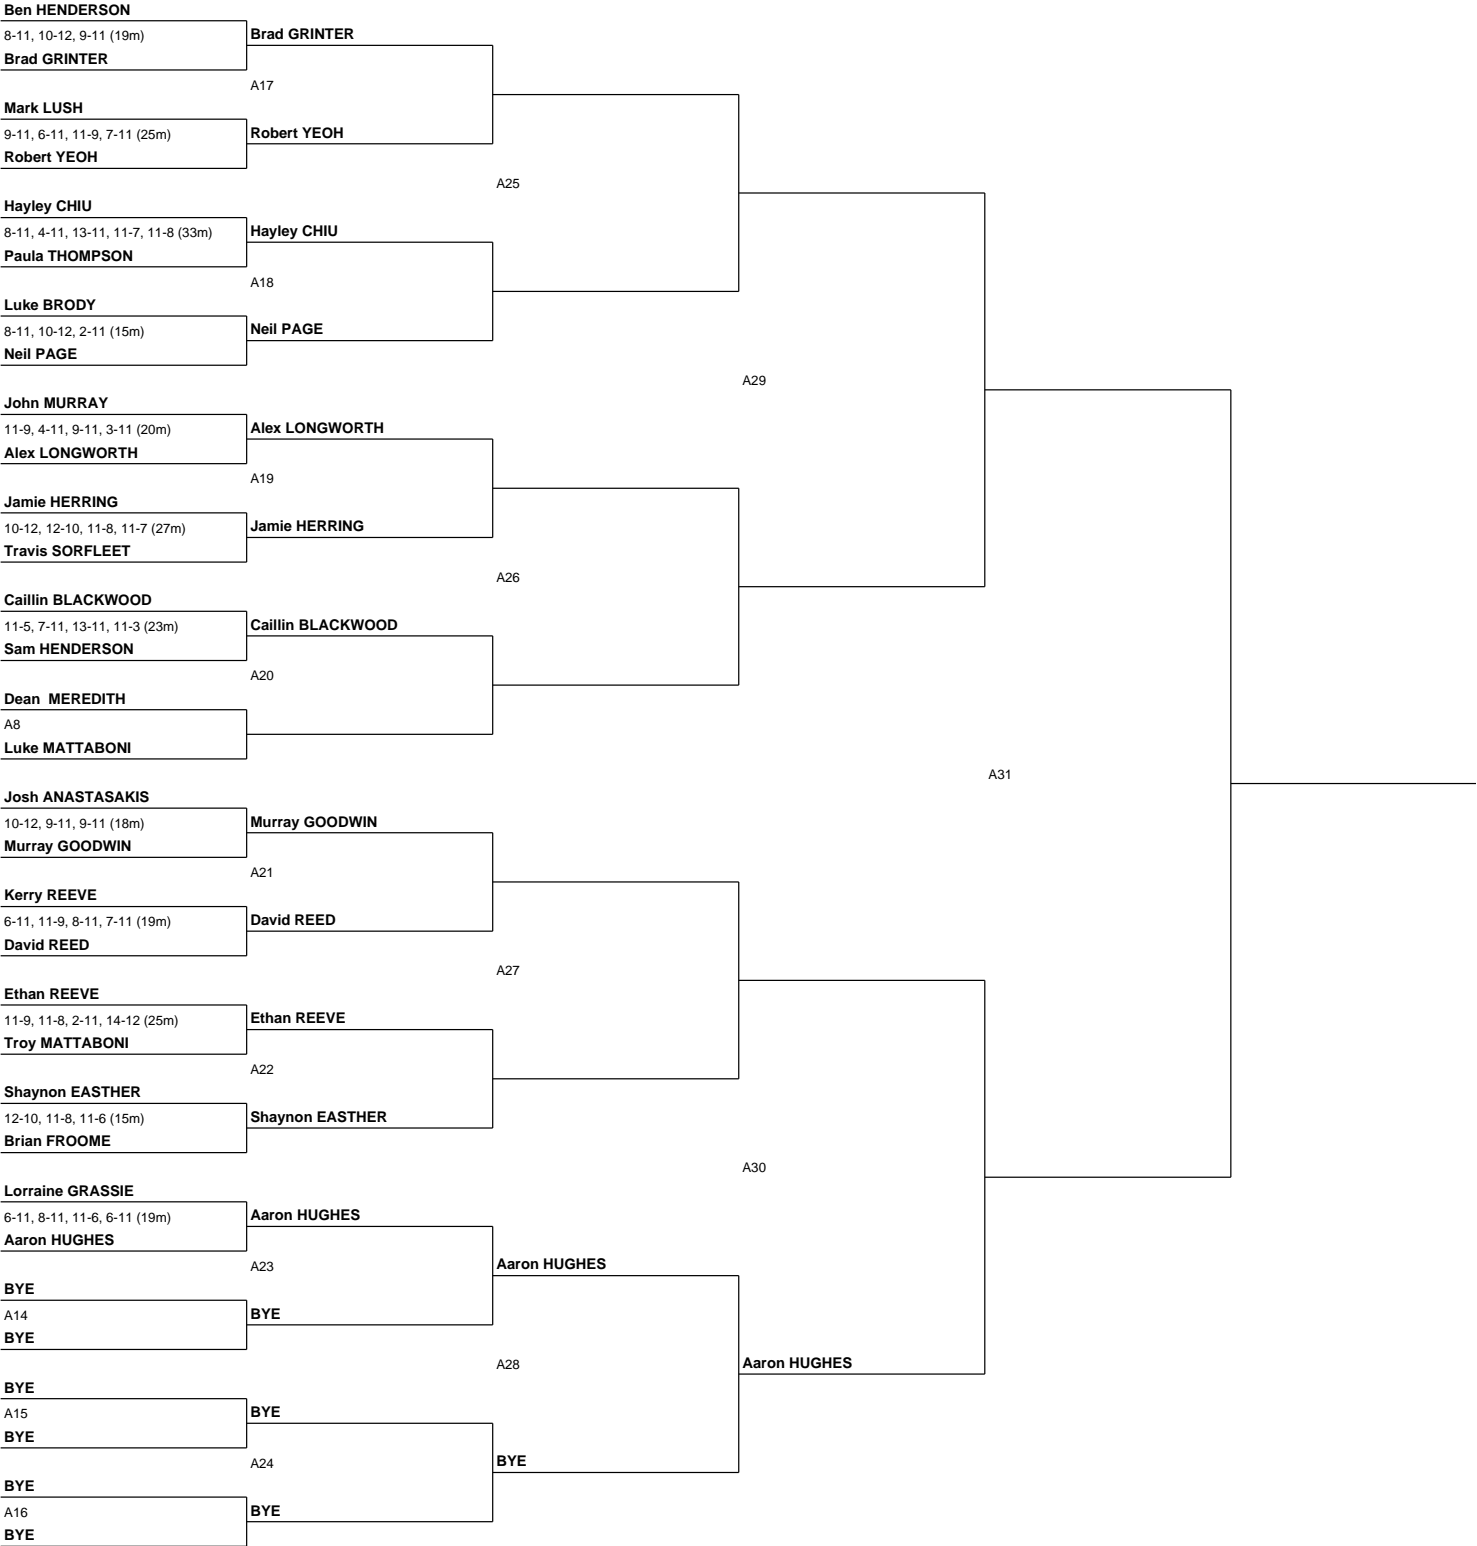 Ben HENDERSON
8-11, 10-12, 9-11 (19m)
Brad GRINTER
Brad GRINTER
A17
Mark LUSH
9-11, 6-11, 11-9, 7-11 (25m)
Robert YEOH
Robert YEOH
A25
Hayley CHIU
8-11, 4-11, 13-11, 11-7, 11-8 (33m)
Hayley CHIU
Paula THOMPSON
A18
Luke BRODY
8-11, 10-12, 2-11 (15m)
Neil PAGE
Neil PAGE
A29
John MURRAY
11-9, 4-11, 9-11, 3-11 (20m)
Alex LONGWORTH
Alex LONGWORTH
A19
Jamie HERRING
10-12, 12-10, 11-8, 11-7 (27m)
Jamie HERRING
Travis SORFLEET
A26
Caillin BLACKWOOD
11-5, 7-11, 13-11, 11-3 (23m)
Caillin BLACKWOOD
Sam HENDERSON
A20
Dean  MEREDITH
A8
Luke MATTABONI
A31
Josh ANASTASAKIS
10-12, 9-11, 9-11 (18m)
Murray GOODWIN
Murray GOODWIN
A21
Kerry REEVE
6-11, 11-9, 8-11, 7-11 (19m)
David REED
David REED
A27
Ethan REEVE
11-9, 11-8, 2-11, 14-12 (25m)
Ethan REEVE
Troy MATTABONI
A22
Shaynon EASTHER
12-10, 11-8, 11-6 (15m)
Shaynon EASTHER
Brian FROOME
A30
Lorraine GRASSIE
6-11, 8-11, 11-6, 6-11 (19m)
Aaron HUGHES
Aaron HUGHES
A23
Aaron HUGHES
BYE
A14
BYE
BYE
A28
Aaron HUGHES
BYE
A15
BYE
BYE
A24
BYE
BYE
A16
BYE
BYE